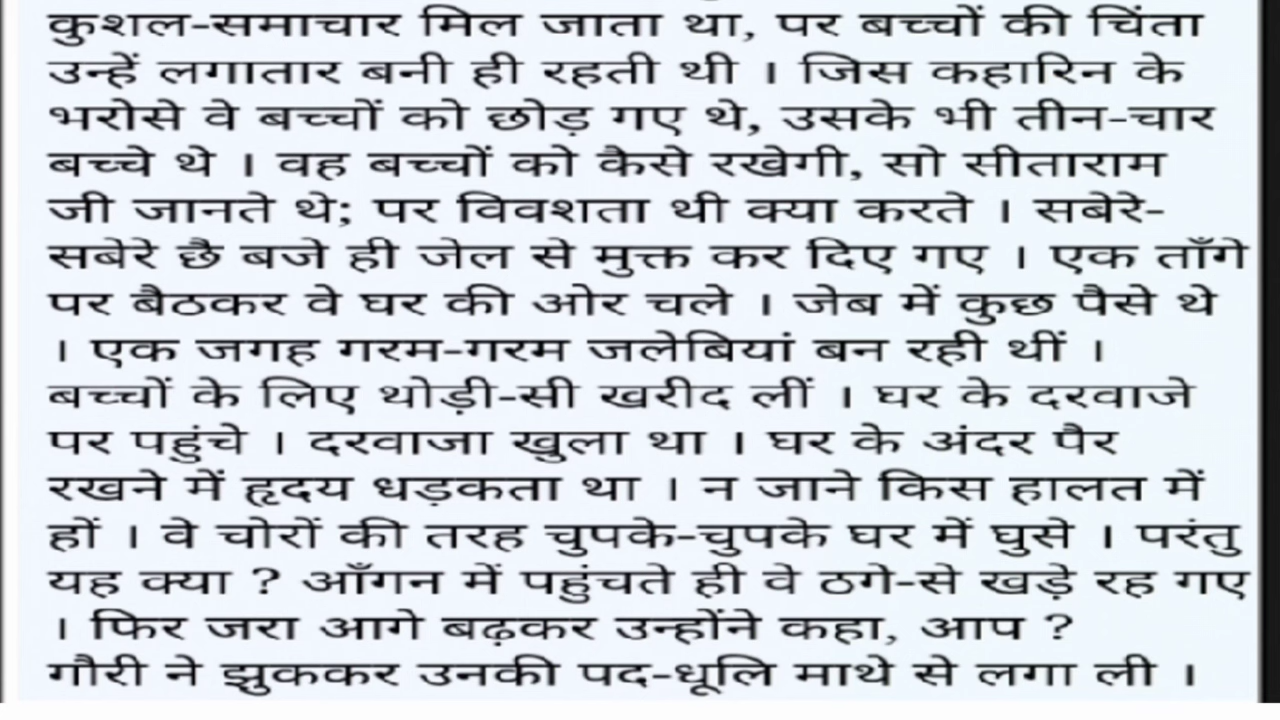 कुशल-समाचार मिल जाता था, पर बच्चों की चिंता
उन्हें लगातार बनी ही रहती थी । जिस कहारिन के
भरोसे वे बच्चों को छोड़ गए थे, उसके भी तीन-चार
बच्चे थे । वह बच्चों को कैसे रखेगी, सो सीताराम
जी जानते थे; पर विवशता थी क्या करते । सबेरे-
सबेरे छै बजे ही जेल से मुक्त कर दिए गए । एक ताँगे
पर बैठकर वे घर की ओर चले । जेब में कुछ पैसे थे
। एक जगह गरम-गरम जलेबियां बन रही थीं ।
बच्चों के लिए थोड़ी-सी खरीद लीं । घर के दरवाजे
पर पहुंचे । दरवाजा खुला था । घर के अंदर पैर
रखने में हृदय धड़कता था । न जाने किस हालत में
हों । वे चोरों की तरह चुपके-चुपके घर में घुसे । परंतु
यह क्या ? आँगन में पहुंचते ही वे ठगे-से खड़े रह गए
। फिर जरा आगे बढ़कर उन्होंने कहा, आप ?
गौरी ने झुककर उनकी पद-धूलि माथे से लगा ली ।